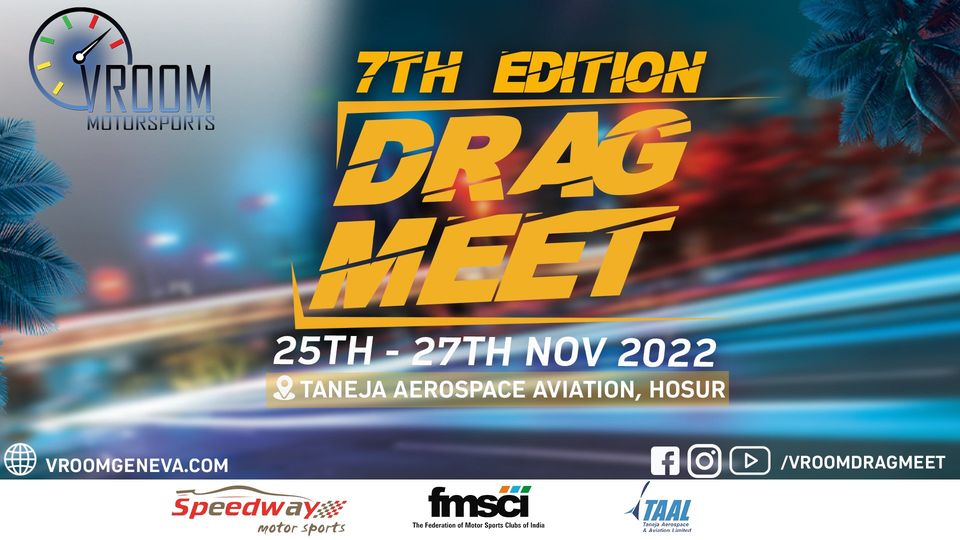 VROOM
MOTORSPORTS
7TH EDITION
DRAG
MEET
25TH - 27TH NOV 2022
TANEJA AEROSPACE AVIATION, HOSUR
VROOMGENEVA.COM
/VROOMDRAGMEET
Speedway
motor sports
fmsci
The Federation of Motor Sports Clubs of India
TAAL
Taneja Aerospace
& Aviation Limited